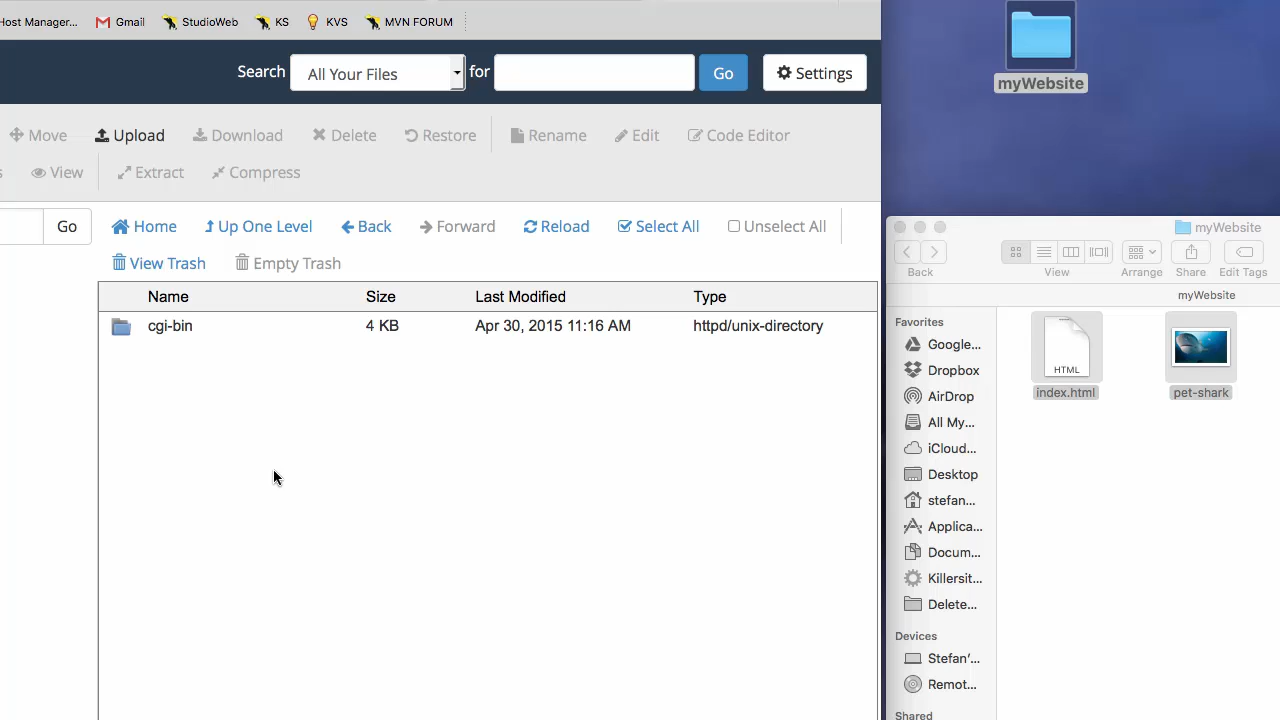 Host Manager... Gmail StudioWeb KS KVS MVN FORUM
Search All Your Files for Go Settings
Move Upload Download Delete Restore Rename Edit Code Editor
s View Extract Compress
Go Home Up One Level Back Forward Reload Select All Unselect All
View Trash Empty Trash
Name Size Last Modified Type
cgi-bin 4 KB Apr 30, 2015 11:16 AM httpd/unix-directory
myWebsite
myWebsite
Back View Arrange Share Edit Tags
myWebsite
Favorites
Google...
Dropbox
AirDrop
All My...
iCloud...
Desktop
stefan...
Applica...
Docum...
Killersit...
Delete...
Devices
Stefan’...
Remot...
Shared
HTML
index.html pet-shark